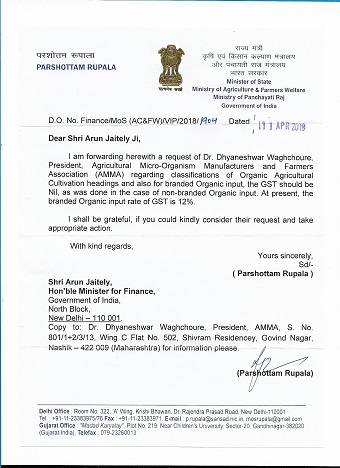 परशोत्तम रूपाला
PARSHOTTAM RUPALA
राज्य मंत्री
कृषि एवं किसान कल्याण मंत्रालय
और पंचायती राज मंत्रालय
भारत सरकार
Minister of State
Ministry of Agriculture & Farmers Welfare
Ministry of Panchayati Raj
Government of India
D.O. No. Finance/MoS (AC&FW)/VIP/2018/1904 Dated 13 APR 2018
Dear Shri Arun Jaitely Ji,
I am forwarding herewith a request of Dr. Dhyaneshwar Waghchoure,
President, Agricultural Micro-Organism Manufacturers and Farmers
Association (AMMA) regarding classifications of Organic Agricultural
Cultivation headings and also for branded Organic input, the GST should be
Nil, as was done in the case of non-branded Organic input. At present, the
branded Organic input rate of GST is 12%.
I shall be grateful, if you could kindly consider their request and take
appropriate action.
With kind regards,
Yours sincerely,
Sd/-
( Parshottam Rupala )
Shri Arun Jaitely,
Hon'ble Minister for Finance,
Government of India,
North Block,
New Delhi – 110 001.
Copy to: Dr. Dhyaneshwar Waghchoure, President, AMMA, S. No.
801/1+2/3/13, Wing C Flat No. 502, Shivram Residencey, Govind Nagar,
Nashik – 422 009 (Maharashtra) for information please.
(Parshottam Rupala)
Delhi Office : Room No. 322, 'A' Wing, Krishi Bhawan, Dr. Rajendra Prasad Road, New Delhi-110001
Tel : +91-11-23383975/76 Fax : +91-11-23383971, E-mail : p.rupala@sansad.nic.in, mosrupala@gmail.com
Gujarat Office : "Madad Karyalay", Plot No. 219, Near Children's University, Sector-20, Gandhinagar-382020
(Gujarat-India), Telefax : 079-23260013